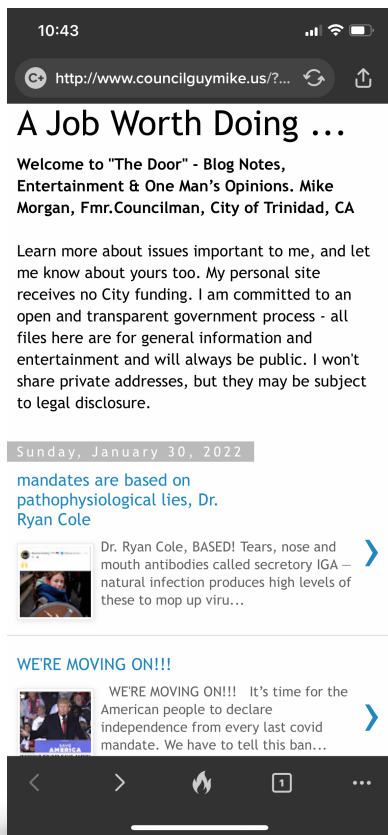 10:43
C+ http://www.councilguymike.us/?...
A Job Worth Doing ...
Welcome to "The Door" - Blog Notes,
Entertainment & One Man’s Opinions. Mike
Morgan, Fmr.Councilman, City of Trinidad, CA
Learn more about issues important to me, and let
me know about yours too. My personal site
receives no City funding. I am committed to an
open and transparent government process - all
files here are for general information and
entertainment and will always be public. I won't
share private addresses, but they may be subject
to legal disclosure.
Sunday, January 30, 2022
mandates are based on
pathophysiological lies, Dr.
Ryan Cole
Dr. Ryan Cole, BASED! Tears, nose and
mouth antibodies called secretory IGA —
natural infection produces high levels of
these to mop up viru...
WE'RE MOVING ON!!!
WE'RE MOVING ON!!! It’s time for the
American people to declare
independence from every last covid
mandate. We have to tell this ban...
SAVE
AMERICA
1